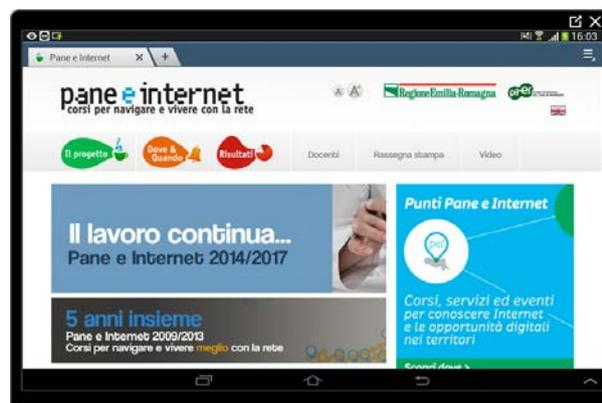 16:03
Pane e Internet
pane e internet
corsi per navigare e vivere con la rete
A A
RegioneEmilia-Romagna
Il progetto
Dove &
Quando
Risultati
Docenti
Rassegna stampa
Video
Il lavoro continua...
Pane e Internet 2014/2017
5 anni insieme
Pane e Internet 2009/2013
Corsi per navigare e vivere meglio con la rete
Punti Pane e Internet
pei
Corsi, servizi ed eventi
per conoscere Internet
e le opportunità digitali
nei territori
Scopri dove >